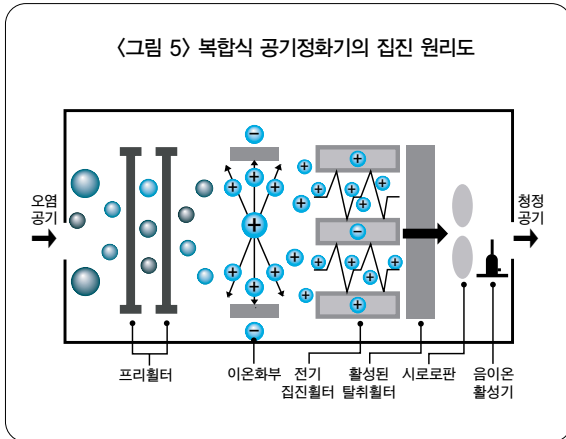 〈그림 5〉 복합식 공기정화기의 집진 원리도
오염
공기
청정
공기
프리휠터
이온화부
전기
집진휠터
활성된
탈취휠터
시로로판
음이온
활성기